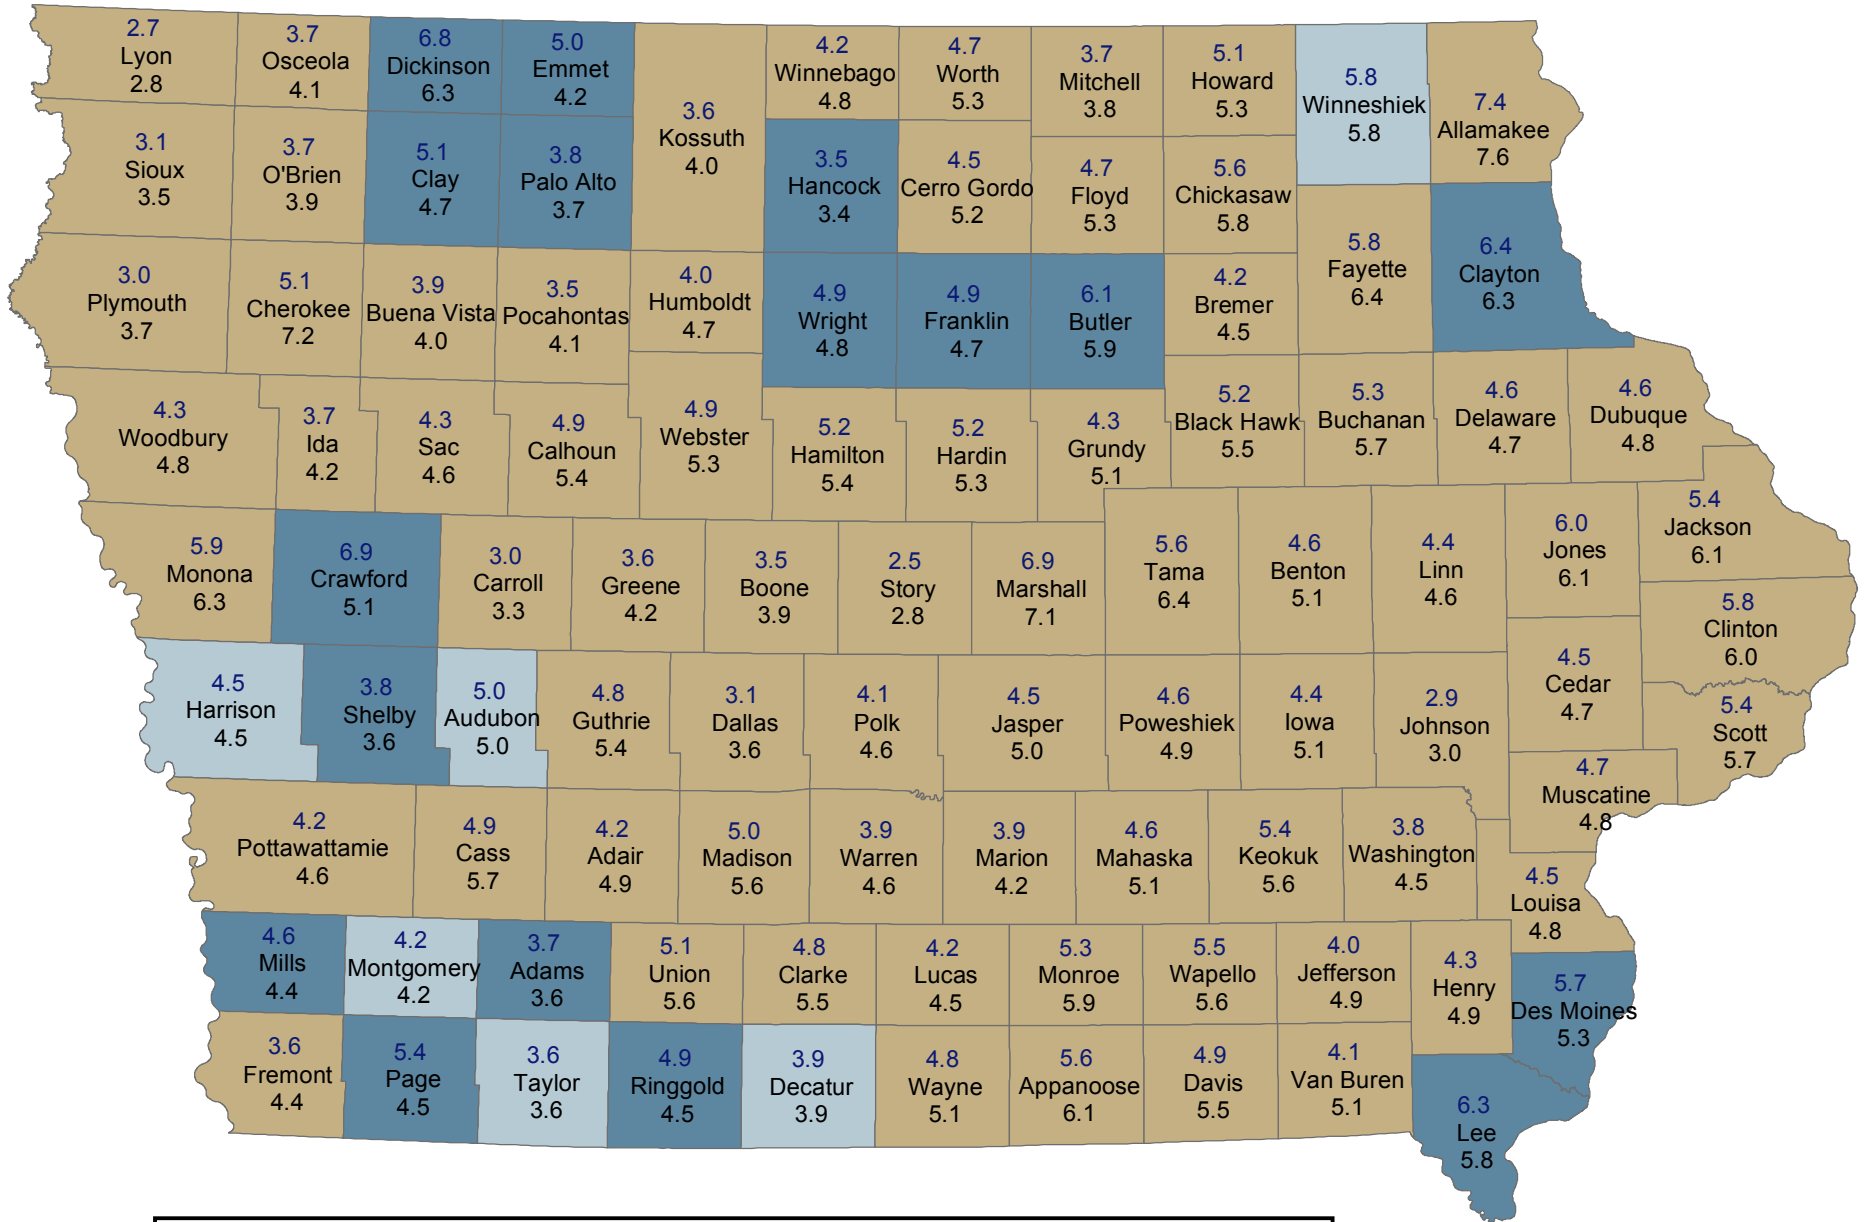 2.7
Lyon
2.8
3.7
Osceola
4.1
6.8
Dickinson
6.3
5.0
Emmet
4.2
3.6
Kossuth
4.0
4.2
Winnebago
4.8
4.7
Worth
5.3
3.7
Mitchell
3.8
5.1
Howard
5.3
5.8
Winneshiek
5.8
7.4
Allamakee
7.6
3.1
Sioux
3.5
3.7
O'Brien
3.9
5.1
Clay
4.7
3.8
Palo Alto
3.7
3.5
Hancock
3.4
4.5
Cerro Gordo
5.2
4.7
Floyd
5.3
5.6
Chickasaw
5.8
5.8
Fayette
6.4
6.4
Clayton
6.3
3.0
Plymouth
3.7
5.1
Cherokee
7.2
3.9
Buena Vista
4.0
3.5
Pocahontas
4.1
4.0
Humboldt
4.7
4.9
Wright
4.8
4.9
Franklin
4.7
6.1
Butler
5.9
4.2
Bremer
4.5
4.3
Woodbury
4.8
3.7
Ida
4.2
4.3
Sac
4.6
4.9
Calhoun
5.4
4.9
Webster
5.3
5.2
Hamilton
5.4
5.2
Hardin
5.3
4.3
Grundy
5.1
5.2
Black Hawk
5.5
5.3
Buchanan
5.7
4.6
Delaware
4.7
4.6
Dubuque
4.8
5.9
Monona
6.3
6.9
Crawford
5.1
3.0
Carroll
3.3
3.6
Greene
4.2
3.5
Boone
3.9
2.5
Story
2.8
6.9
Marshall
7.1
5.6
Tama
6.4
4.6
Benton
5.1
4.4
Linn
4.6
6.0
Jones
6.1
5.4
Jackson
6.1
5.8
Clinton
6.0
4.5
Harrison
4.5
3.8
Shelby
3.6
5.0
Audubon
5.0
4.8
Guthrie
5.4
3.1
Dallas
3.6
4.1
Polk
4.6
4.5
Jasper
5.0
4.6
Poweshiek
4.9
4.4
Iowa
5.1
2.9
Johnson
3.0
4.5
Cedar
4.7
5.4
Scott
5.7
4.7
Muscatine
4.8
4.2
Pottawattamie
4.6
4.9
Cass
5.7
4.2
Adair
4.9
5.0
Madison
5.6
3.9
Warren
4.6
3.9
Marion
4.2
4.6
Mahaska
5.1
5.4
Keokuk
5.6
3.8
Washington
4.5
4.5
Louisa
4.8
4.6
Mills
4.4
4.2
Montgomery
4.2
3.7
Adams
3.6
5.1
Union
5.6
4.8
Clarke
5.5
4.2
Lucas
4.5
5.3
Monroe
5.9
5.5
Wapello
5.6
4.0
Jefferson
4.9
4.3
Henry
4.9
5.7
Des Moines
5.3
3.6
Fremont
4.4
5.4
Page
4.5
3.6
Taylor
3.6
4.9
Ringgold
4.5
3.9
Decatur
3.9
4.8
Wayne
5.1
5.6
Appanoose
6.1
4.9
Davis
5.5
4.1
Van Buren
5.1
6.3
Lee
5.8